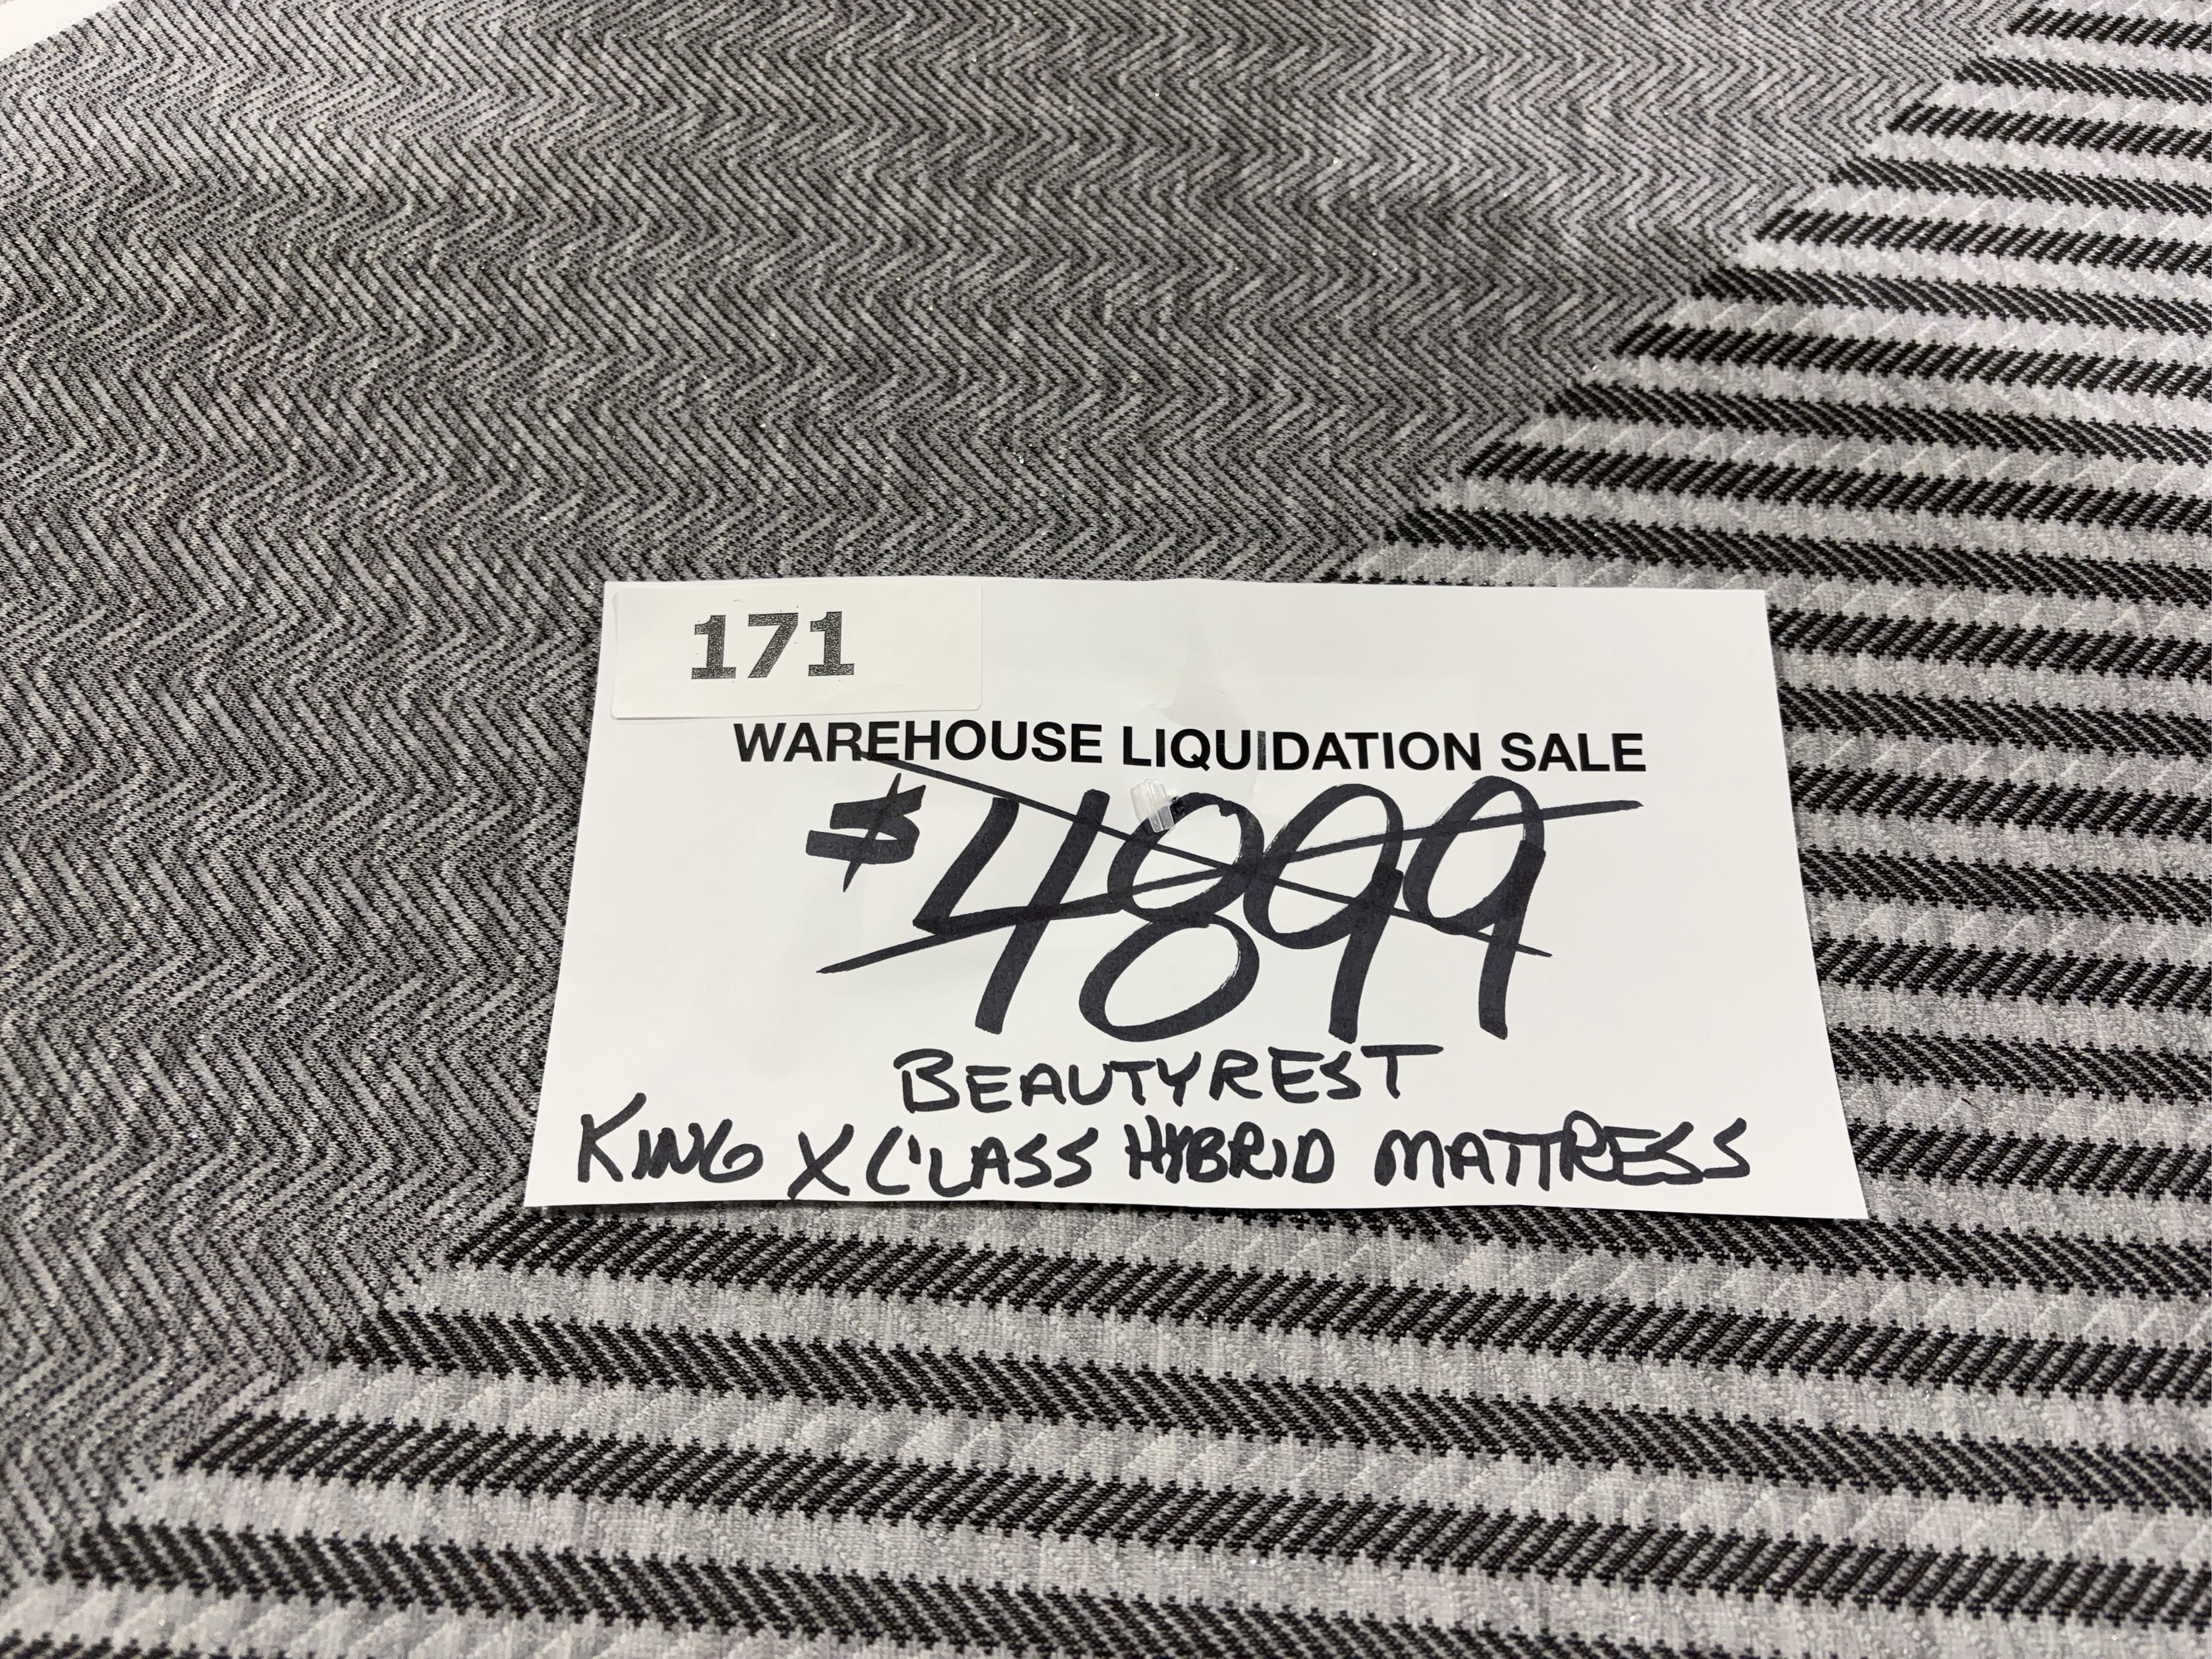 171
WAREHOUSE LIQUIDATION SALE
$4899
BEAUTYREST
KING X CLASS HYBRID MATTRESS